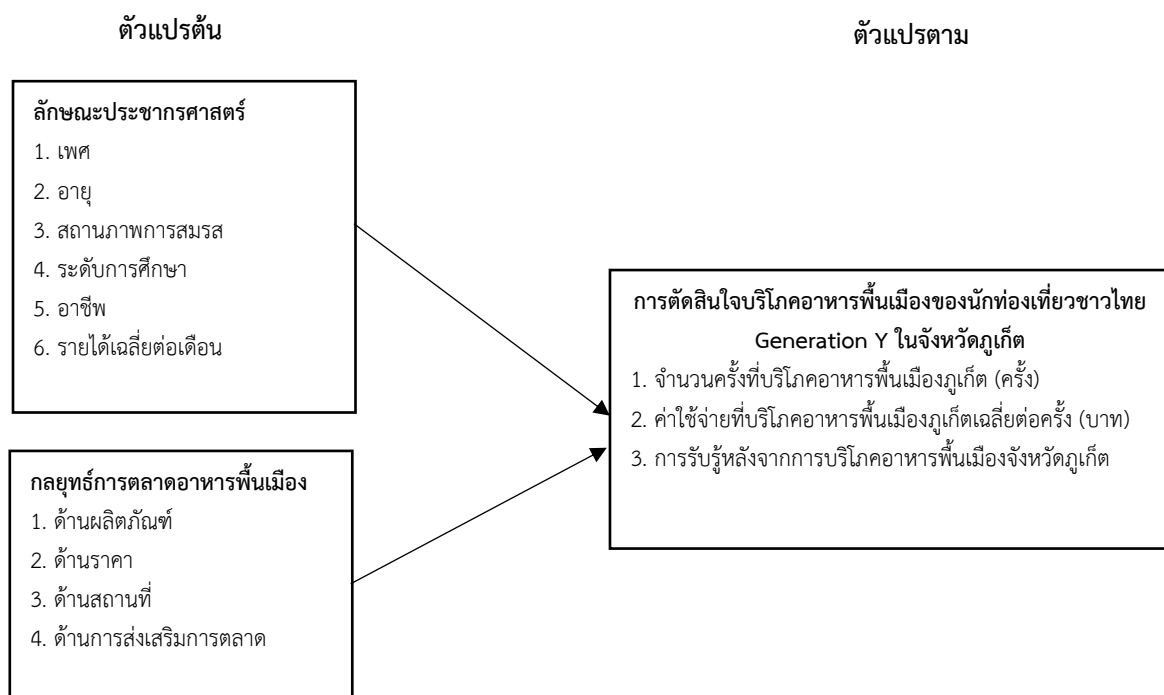 ตัวแปรต้น
ตัวแปรตาม
ลักษณะประชากรศาสตร์
1. เพศ
2. อายุ
3. สถานภาพการสมรส
4. ระดับการศึกษา
5. อาชีพ
6. รายได้เฉลี่ยต่อเดือน
การตัดสินใจบริโภคอาหารพื้นเมืองของนักท่องเที่ยวชาวไทย
Generation Y ในจังหวัดภูเก็ต
1. จำนวนครั้งที่บริโภคอาหารพื้นเมืองภูเก็ต (ครั้ง)
2. ค่าใช้จ่ายที่บริโภคอาหารพื้นเมืองภูเก็ตเฉลี่ยต่อครั้ง (บาท)
3. การรับรู้หลังจากการบริโภคอาหารพื้นเมืองจังหวัดภูเก็ต
กลยุทธ์การตลาดอาหารพื้นเมือง
1. ด้านผลิตภัณฑ์
2. ด้านราคา
3. ด้านสถานที่
4. ด้านการส่งเสริมการตลาด